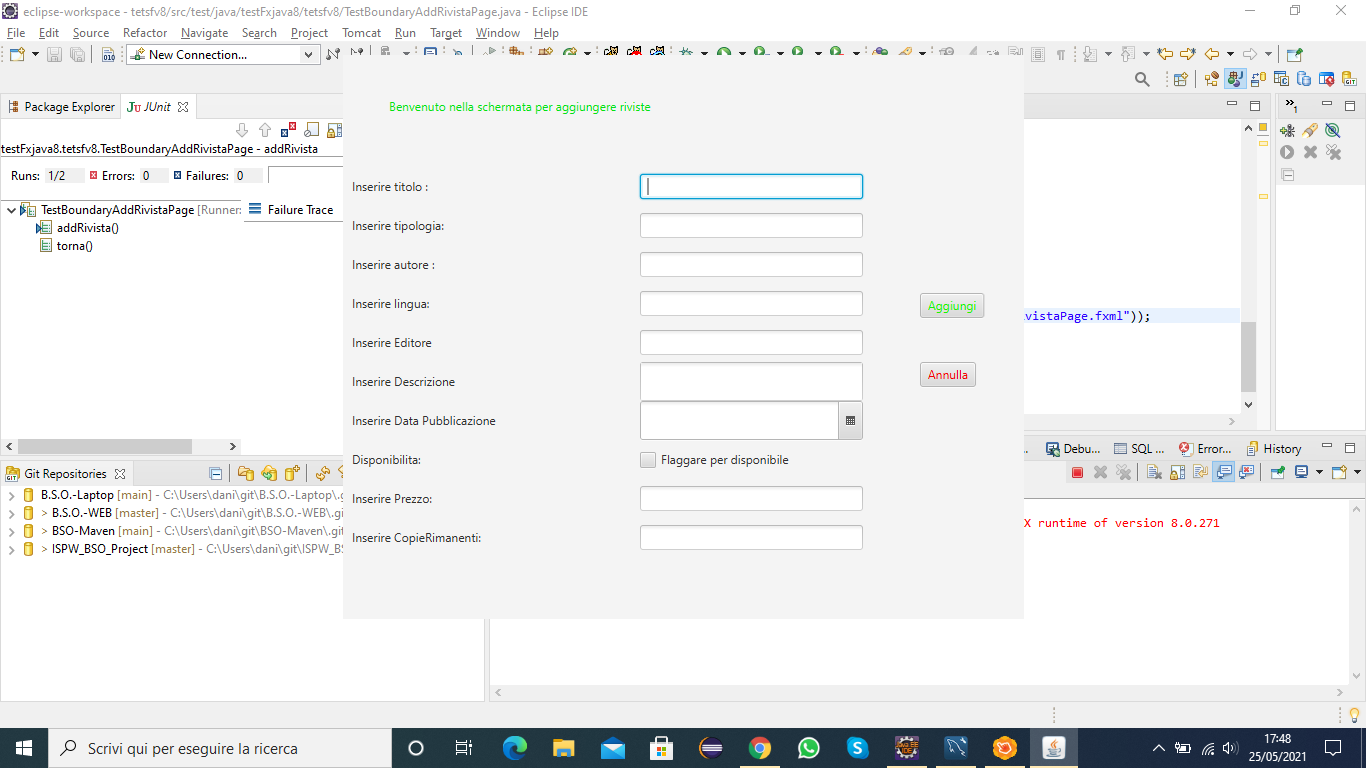 eclipse-workspace - tetsfv8/src/test/java/testFxjava8/tetsfv8/TestBoundaryAddRivistaPage.java - Eclipse IDE
File Edit Source Refactor Navigate Search Project Tomcat Run Target Window Help
New Connection...
Package Explorer JUnit
testFxjava8.tetsfv8.TestBoundaryAddRivistaPage - addRivista
Runs: 1/2 Errors: 0 Failures: 0
TestBoundaryAddRivistaPage [Runner: Failure Trace
addRivista()
torna()
Benvenuto nella schermata per aggiungere riviste
Inserire titolo :
Inserire tipologia:
Inserire autore :
Inserire lingua:
Aggiungi
Inserire Editore
Inserire Descrizione
Annulla
Inserire Data Pubblicazione
Disponibilita: Flaggare per disponibile
Inserire Prezzo:
Inserire CopieRimanenti:
1
vistaPage.fxml"));
Debu... SQL ... Error... History
X runtime of version 8.0.271
Git Repositories
B.S.O.-Laptop [main] - C:\Users\dani\git\B.S.O.-Laptop\.g
> B.S.O.-WEB [master] - C:\Users\dani\git\B.S.O.-WEB\.git
> BSO-Maven [main] - C:\Users\dani\git\BSO-Maven\.git
> ISPW_BSO_Project [master] - C:\Users\dani\git\ISPW_BS
Scrivi qui per eseguire la ricerca
17:48
25/05/2021